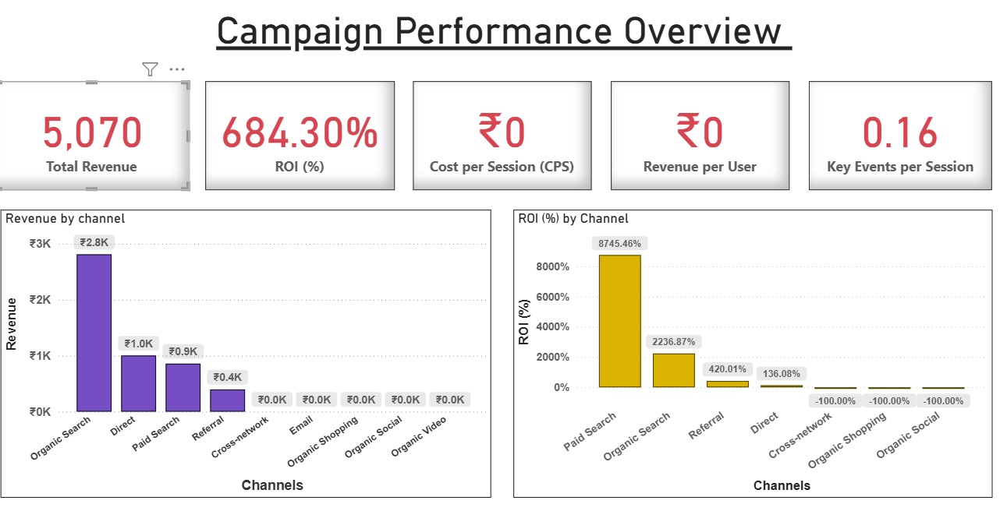 Campaign Performance Overview
5,070
Total Revenue
684.30%
ROI (%)
₹0
Cost per Session (CPS)
₹0
Revenue per User
0.16
Key Events per Session
Revenue by channel
Revenue
₹3K
₹2K
₹1K
₹0K
₹2.8K
₹1.0K
₹0.9K
₹0.4K
₹0.0K
₹0.0K
₹0.0K
₹0.0K
₹0.0K
Organic Search
Direct
Paid Search
Referral
Cross-network
Email
Organic Shopping
Organic Social
Organic Video
Channels
ROI (%) by Channel
ROI (%)
8000%
6000%
4000%
2000%
0%
8745.46%
2236.87%
420.01%
136.08%
-100.00%
-100.00%
-100.00%
Paid Search
Organic Search
Referral
Direct
Cross-network
Organic Shopping
Organic Social
Channels